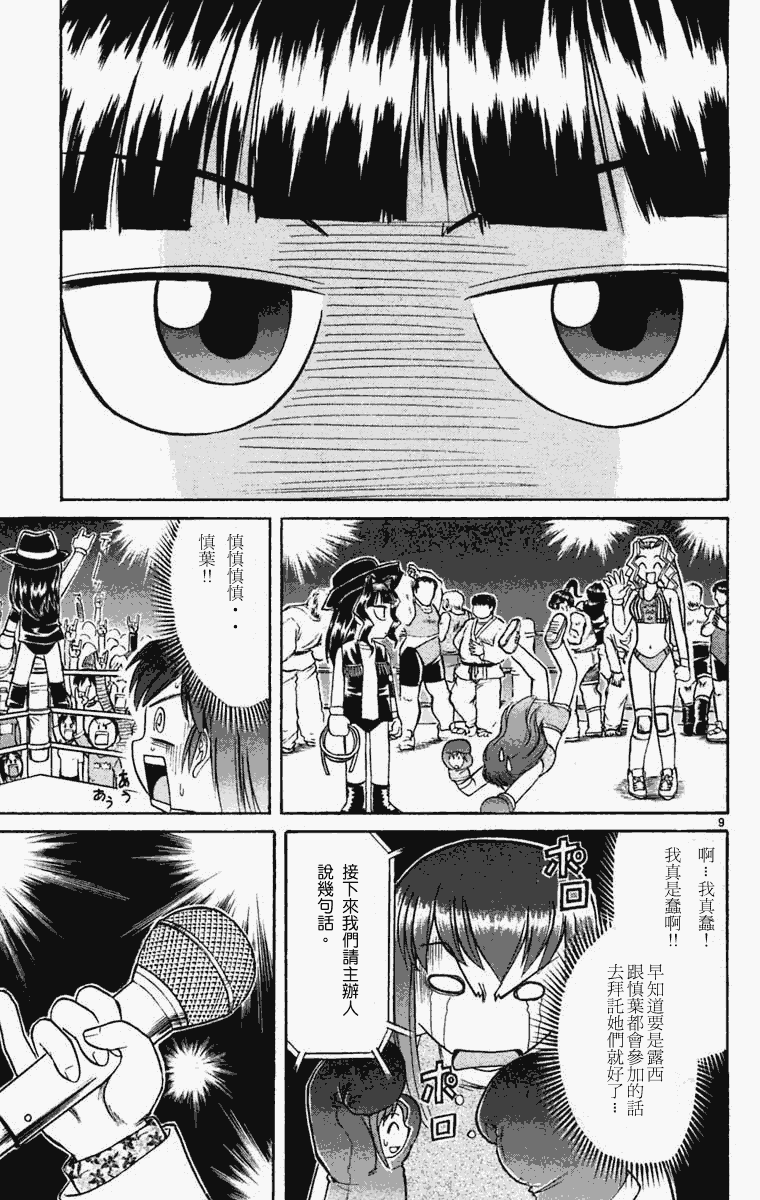 慎慎慎慎・・
慎葉!!
あぅ
あぅ
9
啊…我真蠢!
我真是蠢啊!!
早知道要是露西
跟慎葉都會參加的話
去拜託她們就好了…
ポロ
接下來我們請主辦人
說幾句話。
ポロ